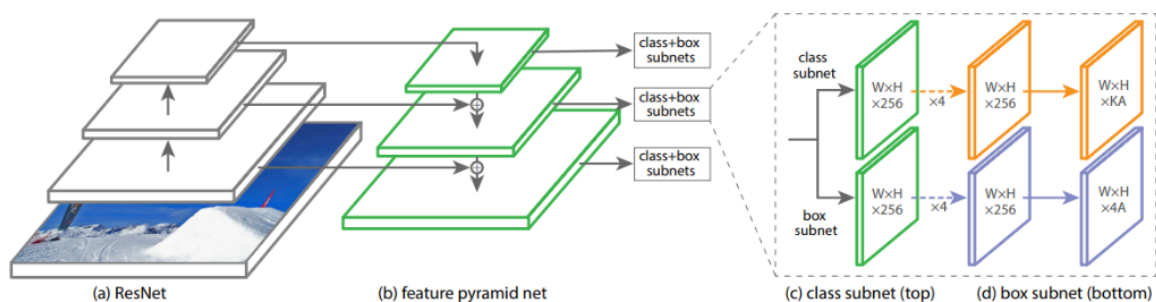 class+box
subnets
class+box
subnets
class+box
subnets
class
subnet
W×H
×256
×4
W×H
×256
W×H
×KA
box
subnet
W×H
×256
×4
W×H
×256
W×H
×4A
(a) ResNet
(b) feature pyramid net
(c) class subnet (top)
(d) box subnet (bottom)